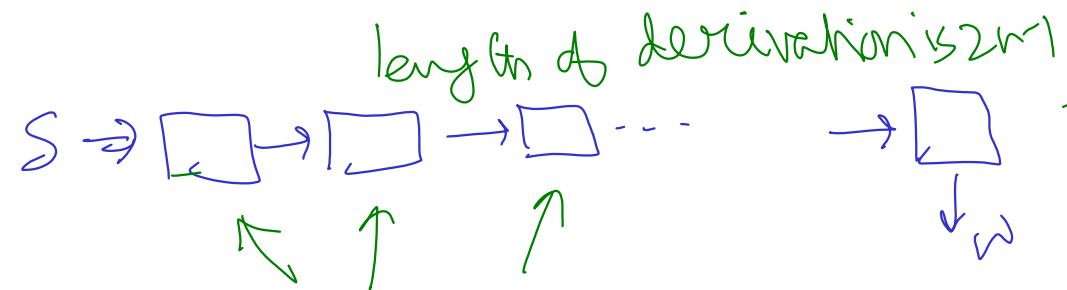 length of derivation is 2n-1
S ⇒ → → - - - →
w